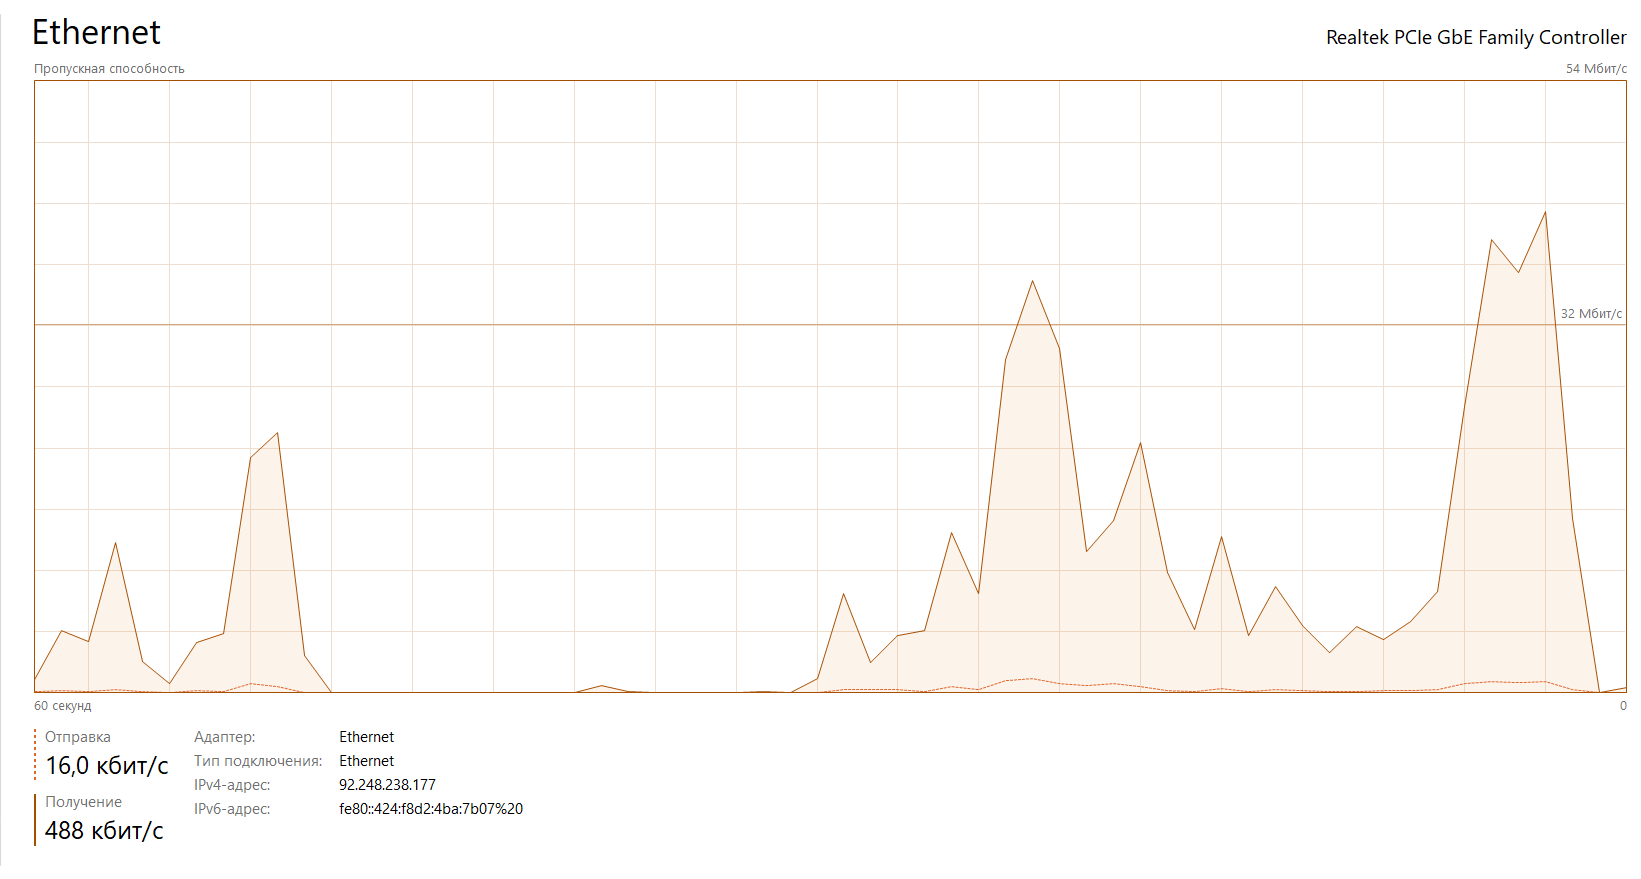 Ethernet
Realtek PCIe GbE Family Controller
Пропускная способность
54 Мбит/с
32 Мбит/с
60 секунд
0
Отправка
16,0 кбит/с
Получение
488 кбит/с
Адаптер: Ethernet
Тип подключения: Ethernet
IPv4-адрес: 92.248.238.177
IPv6-адрес: fe80::424:f8d2:4ba:7b07%20